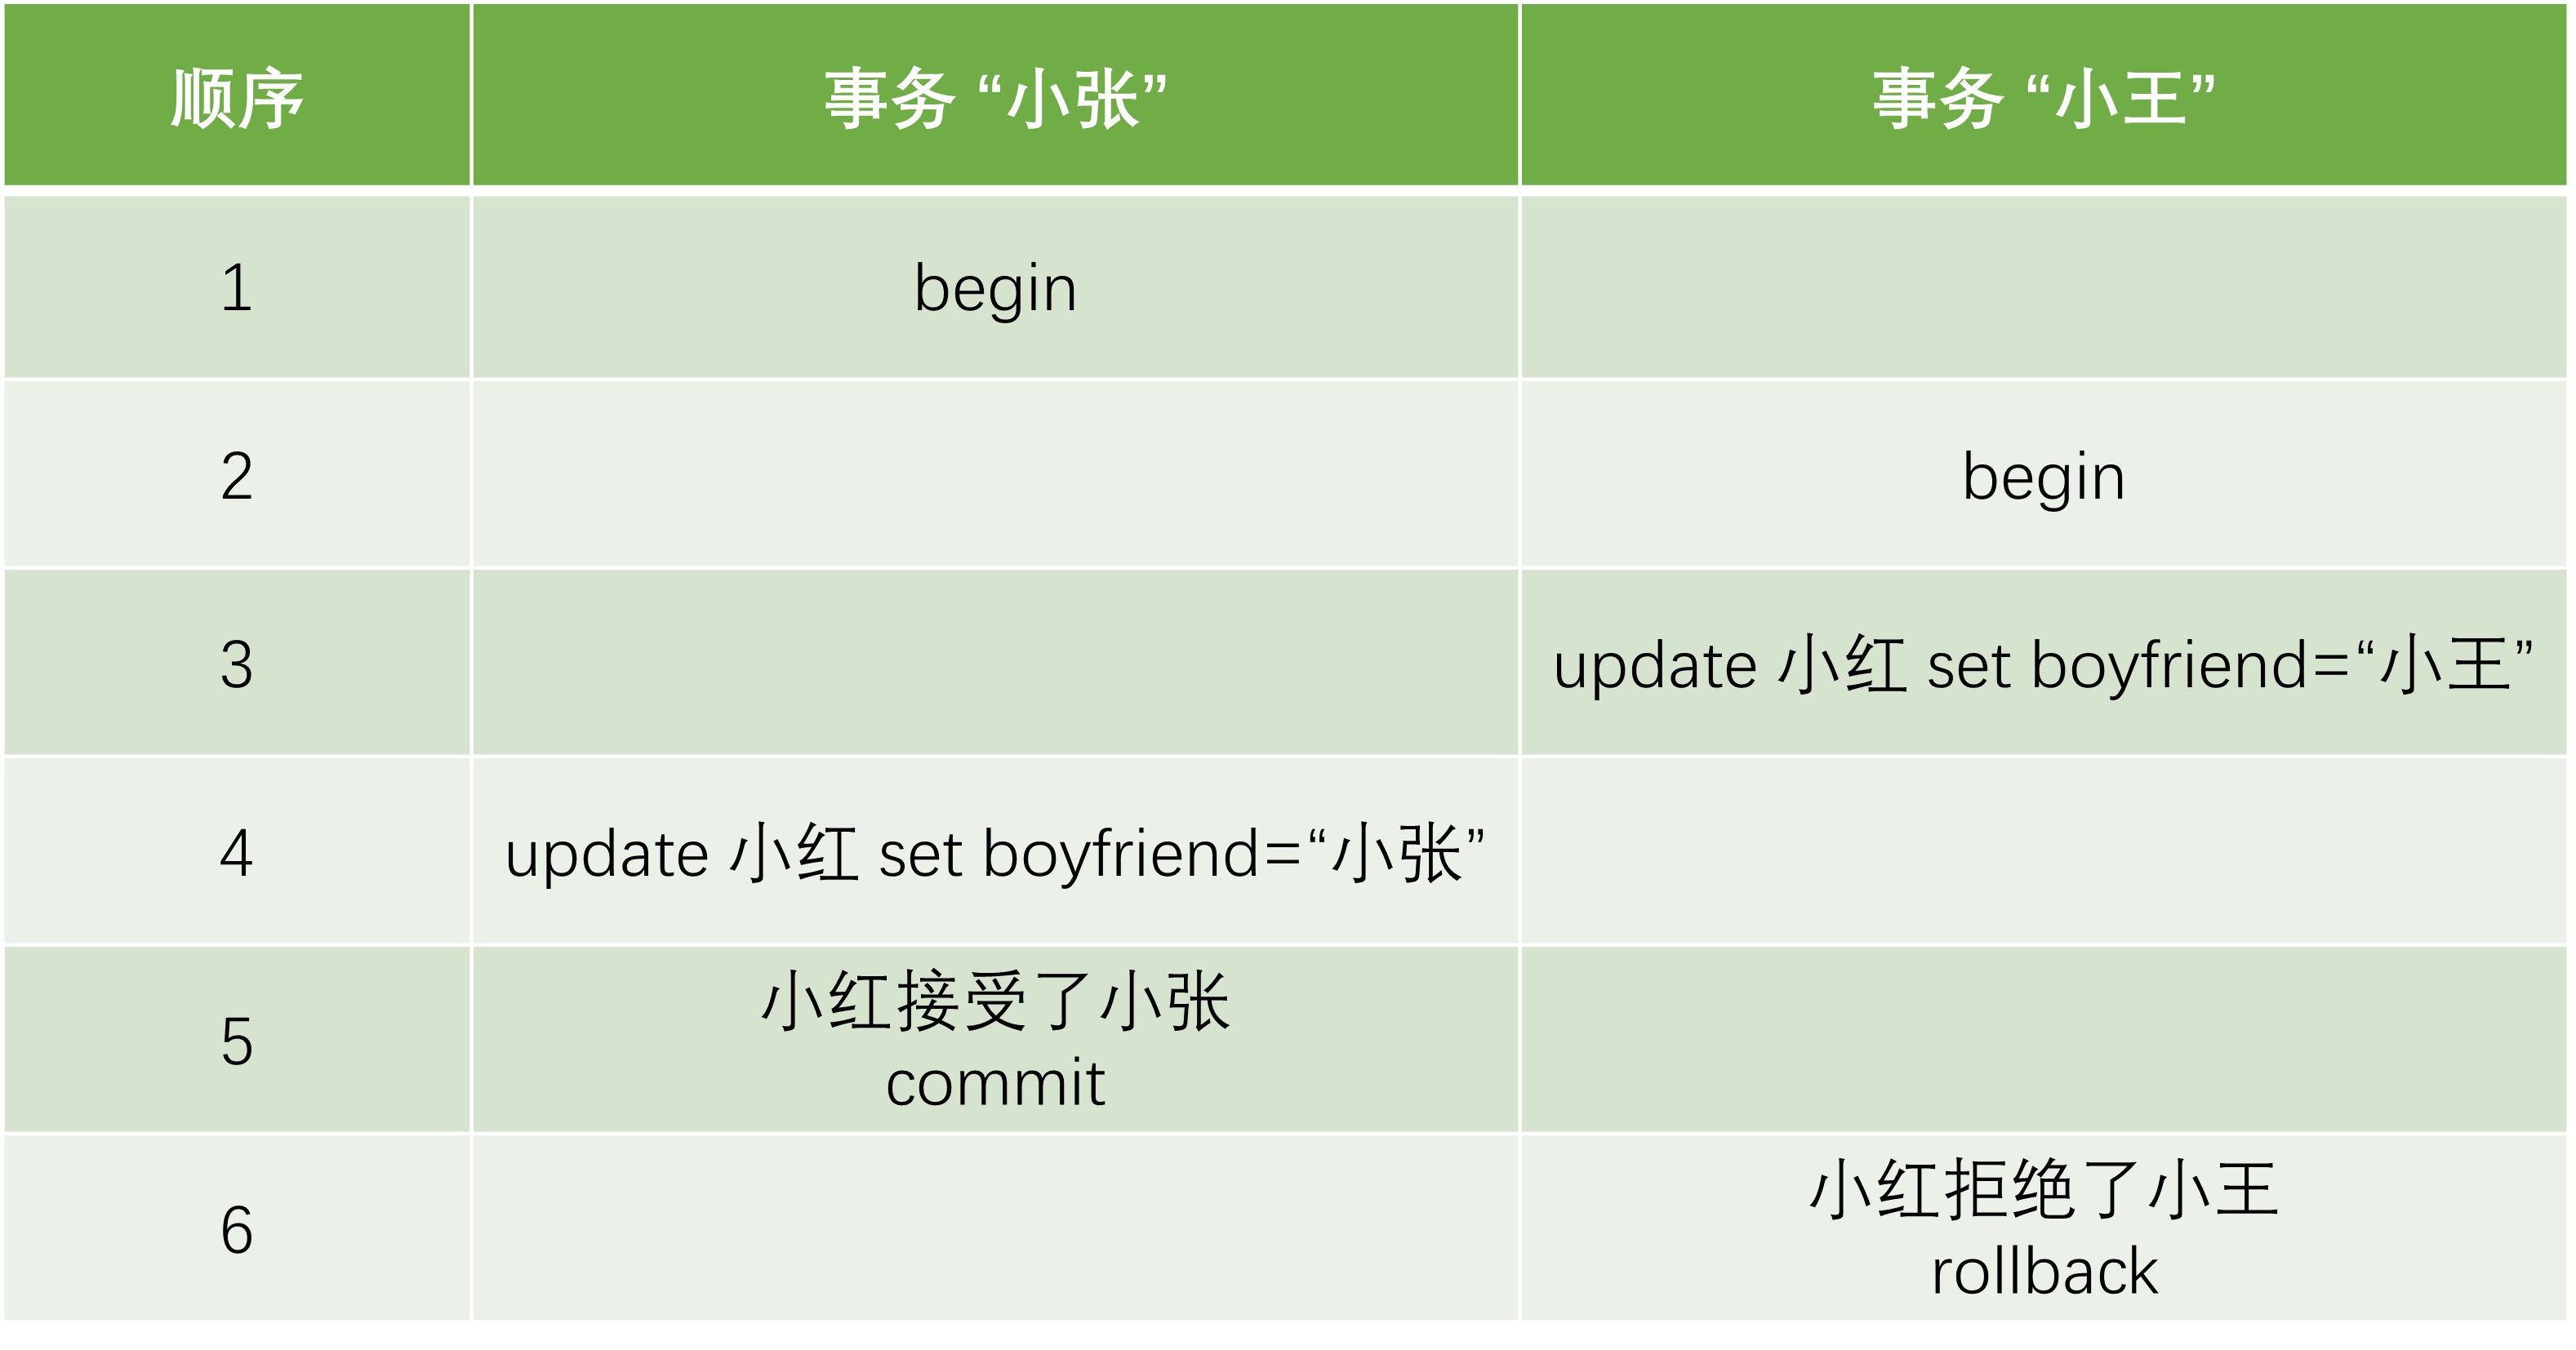 顺序 事务 “小张” 事务 “小王”
1 begin
2 begin
3 update 小红 set boyfriend=“小王”
4 update 小红 set boyfriend=“小张”
5 小红接受了小张
commit
6 小红拒绝了小王
rollback